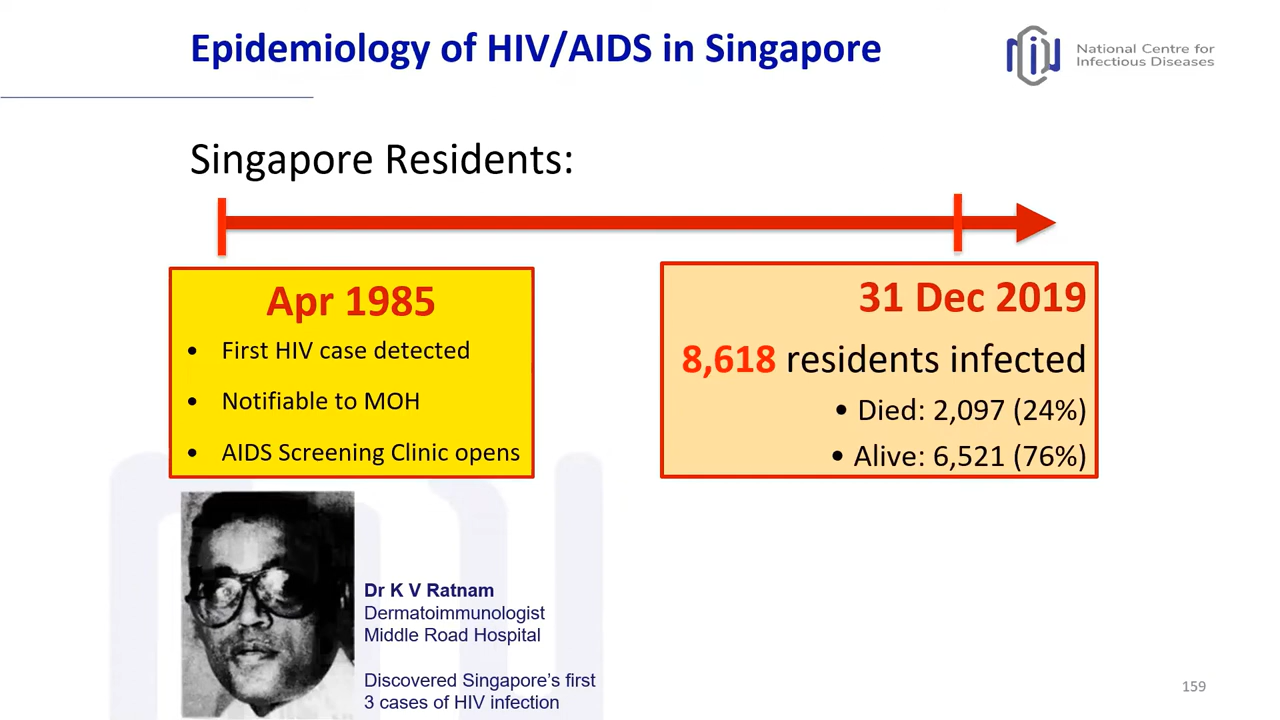 Epidemiology of HIV/AIDS in Singapore
National Centre for
Infectious Diseases
Singapore Residents:
Apr 1985
• First HIV case detected
• Notifiable to MOH
• AIDS Screening Clinic opens
31 Dec 2019
8,618 residents infected
• Died: 2,097 (24%)
• Alive: 6,521 (76%)
Dr K V Ratnam
Dermatoimmunologist
Middle Road Hospital
Discovered Singapore's first
3 cases of HIV infection
159